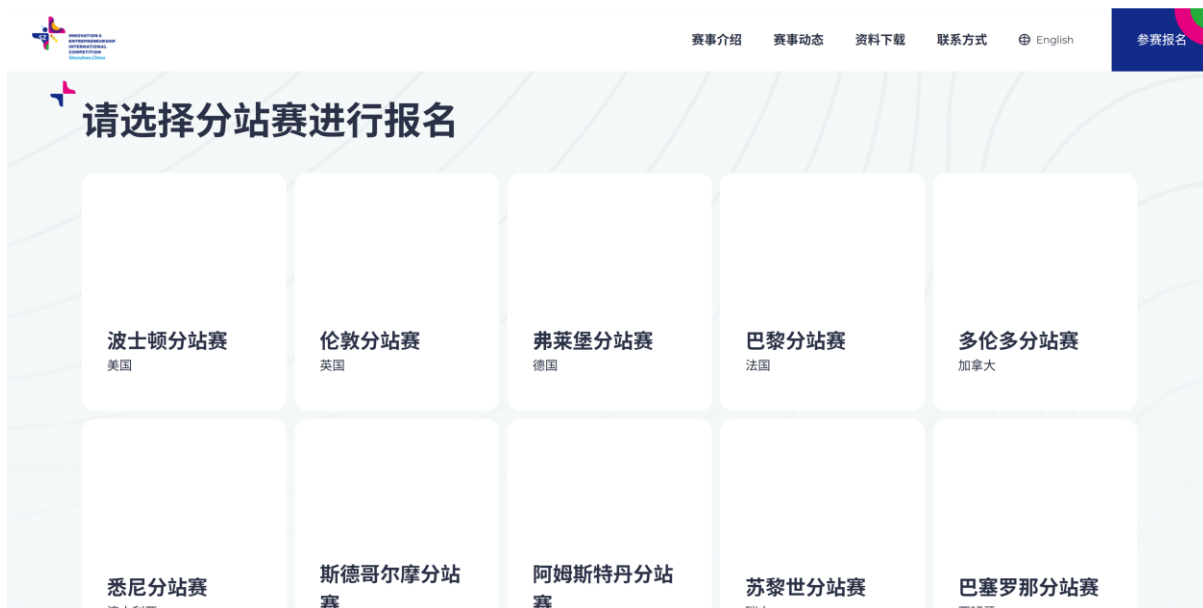 INNOVATION &
ENTREPRENEURSHIP
INTERNATIONAL
COMPETITION
Shenzhen·China
赛事介绍 赛事动态 资料下载 联系方式 English 参赛报名
请选择分站赛进行报名
波士顿分站赛
美国
伦敦分站赛
英国
弗莱堡分站赛
德国
巴黎分站赛
法国
多伦多分站赛
加拿大
悉尼分站赛
斯德哥尔摩分站
赛
阿姆斯特丹分站
赛
苏黎世分站赛
巴塞罗那分站赛